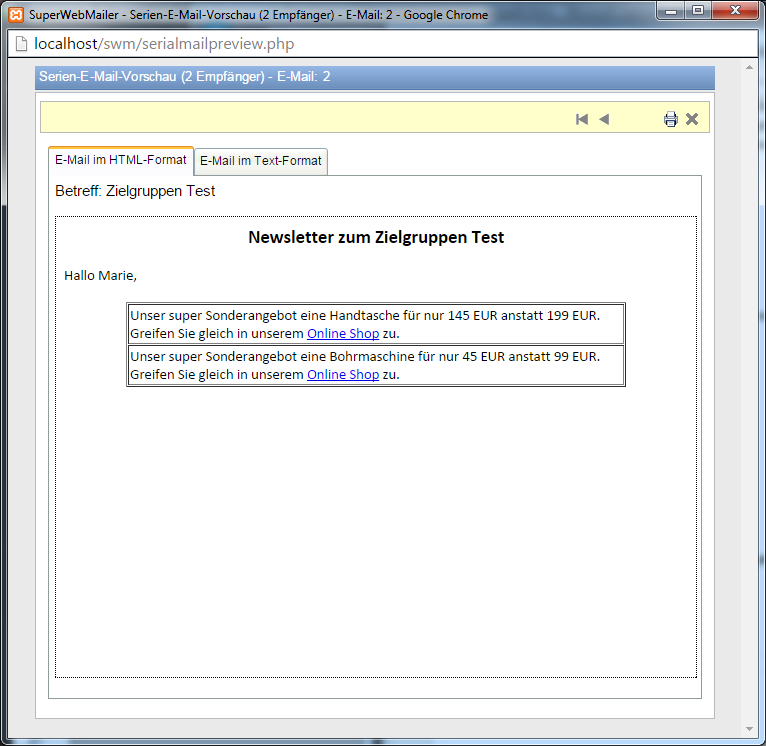 SuperWebMailer - Serien-E-Mail-Vorschau (2 Empfänger) - E-Mail: 2 - Google Chrome
localhost/swm/serialmailpreview.php
Serien-E-Mail-Vorschau (2 Empfänger) - E-Mail: 2
E-Mail im HTML-Format E-Mail im Text-Format
Betreff: Zielgruppen Test
Newsletter zum Zielgruppen Test
Hallo Marie,
Unser super Sonderangebot eine Handtasche für nur 145 EUR anstatt 199 EUR.
Greifen Sie gleich in unserem Online Shop zu.
Unser super Sonderangebot eine Bohrmaschine für nur 45 EUR anstatt 99 EUR.
Greifen Sie gleich in unserem Online Shop zu.